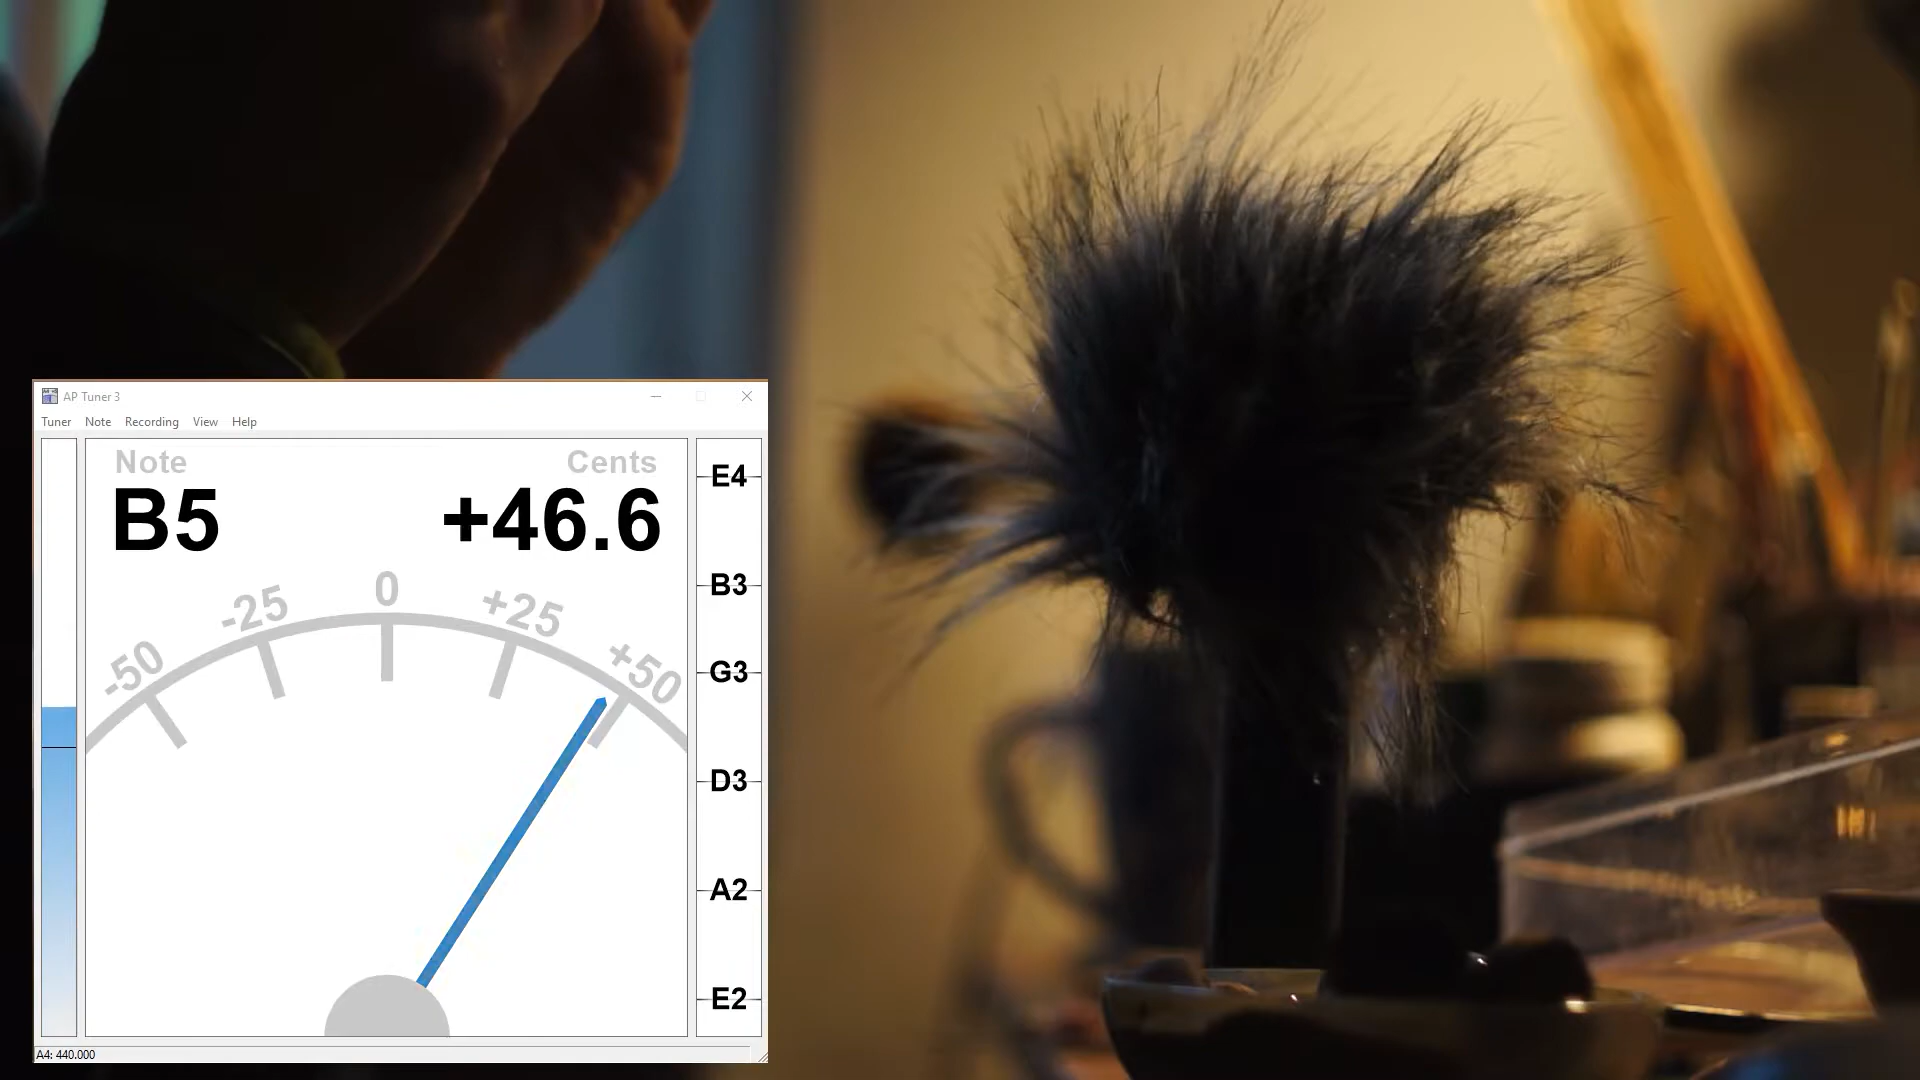 AP Tuner 3
Tuner Note Recording View Help
Note Cents
B5 +46.6
-50 -25 0 +25 +50
E4
B3
G3
D3
A2
E2
A4: 440.000